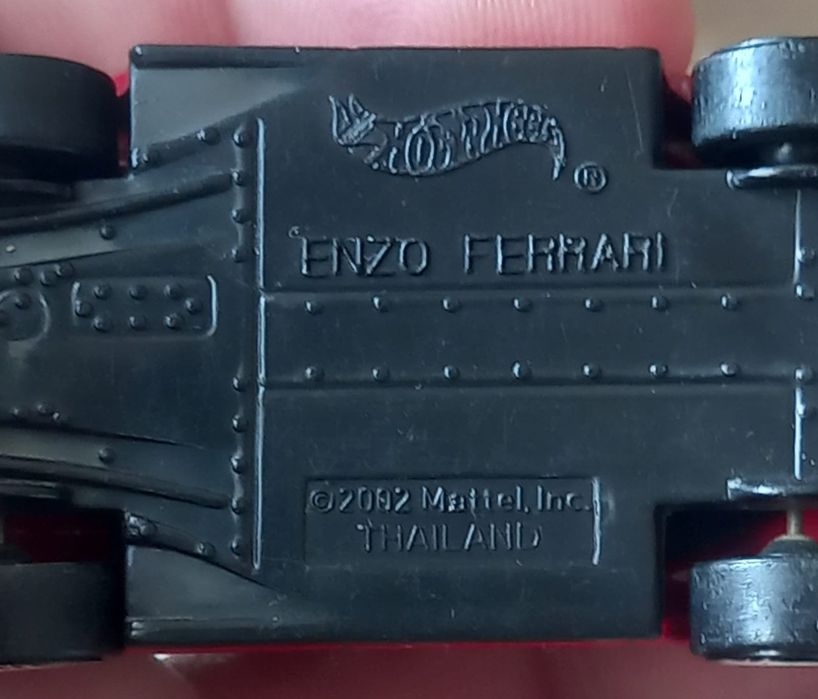 HOT WHEELS ®
ENZO FERRARI
©2002 Mattel, Inc.
THAILAND